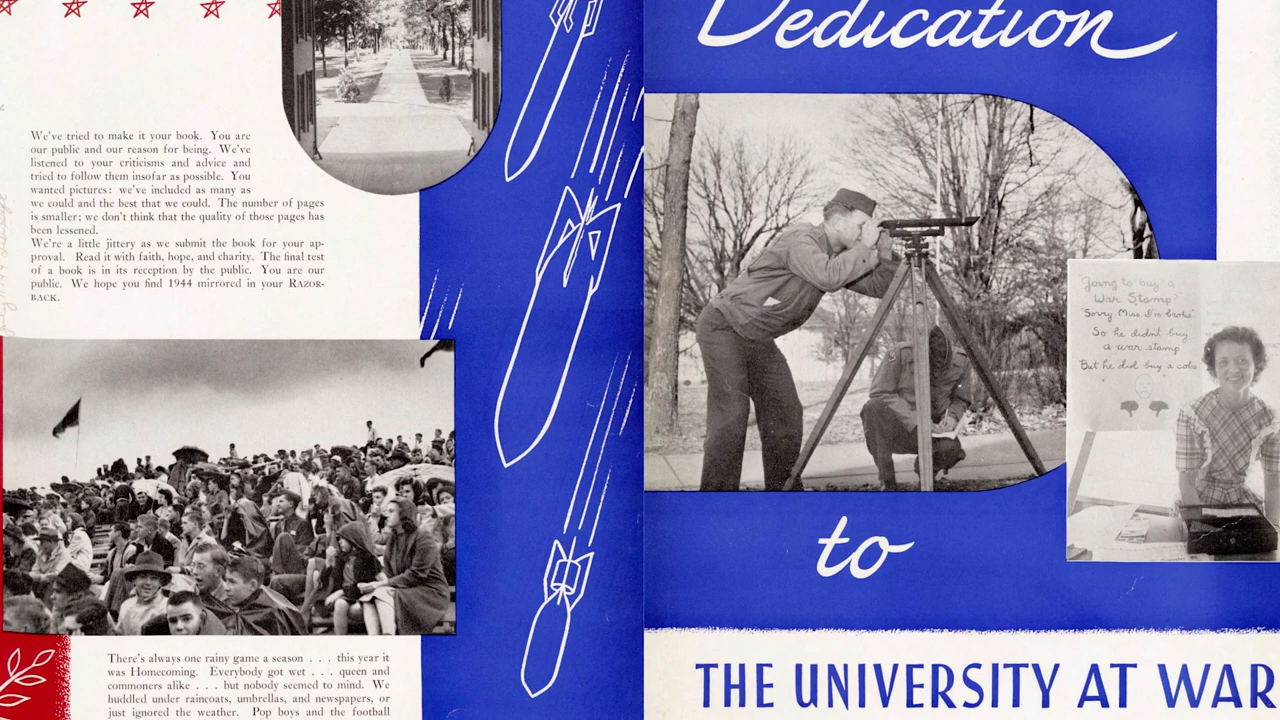 We've tried to make it your book. You are
our public and our reason for being. We've
listened to your criticisms and advice and
tried to follow them insofar as possible. You
wanted pictures: we've included as many as
we could and the best that we could. The number of pages
is smaller; we don't think that the quality of those pages has
been lessened.
We're a little jittery as we submit the book for your ap-
proval. Read it with faith, hope, and charity. The final test
of a book is in its reception by the public. You are our
public. We hope you find 1944 mirrored in your RAZOR-
BACK.
There's always one rainy game a season . . . this year it
was Homecoming. Everybody got wet . . . queen and
commoners alike . . . but nobody seemed to mind. We
huddled under raincoats, umbrellas, and newspapers, or
just ignored the weather. Pop boys and the football
Dedication
"Going to buy a
War Stamp?"
"Sorry Miss I'm broke"
So he didn't buy
a war stamp
But he did buy a coke
to
THE UNIVERSITY AT WAR